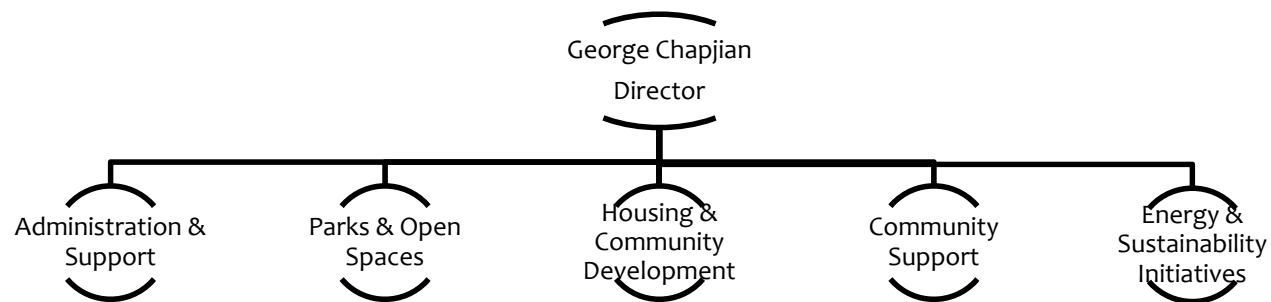 George Chapjian
Director
Administration &
Support
Parks & Open
Spaces
Housing &
Community
Development
Community
Support
Energy &
Sustainability
Initiatives